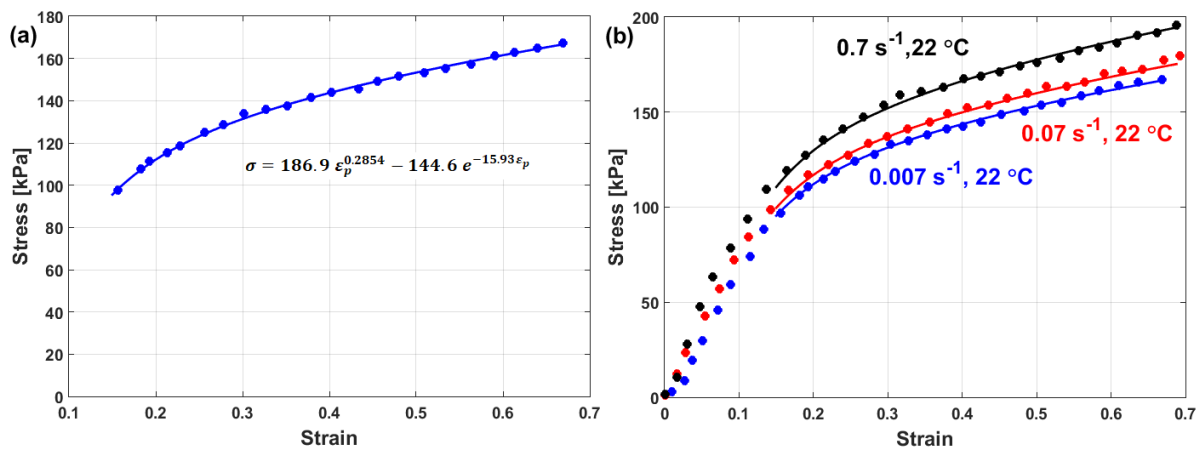 (a)
180
160
140
120
100
80
60
40
20
0
0.1 0.2 0.3 0.4 0.5 0.6 0.7
Stress [kPa]
Strain
σ = 186.9 ε_p^0.2854 − 144.6 e^−15.93ε_p
(b)
200
150
100
50
0
0 0.1 0.2 0.3 0.4 0.5 0.6 0.7
Stress [kPa]
Strain
0.7 s⁻¹,22 °C
0.07 s⁻¹, 22 °C
0.007 s⁻¹, 22 °C